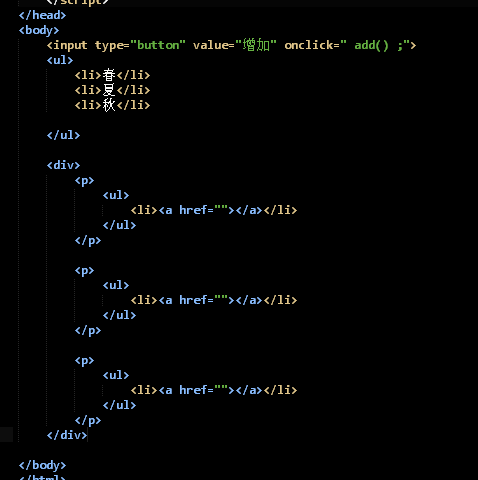 </script>
</head>
<body>
<input type="button" value="增加" onclick=" add() ;">
<ul>
<li>春</li>
<li>夏</li>
<li>秋</li>
</ul>
<div>
<p>
<ul>
<li><a href=""></a></li>
</ul>
</p>
<p>
<ul>
<li><a href=""></a></li>
</ul>
</p>
<p>
<ul>
<li><a href=""></a></li>
</ul>
</p>
</div>
</body>
</html>